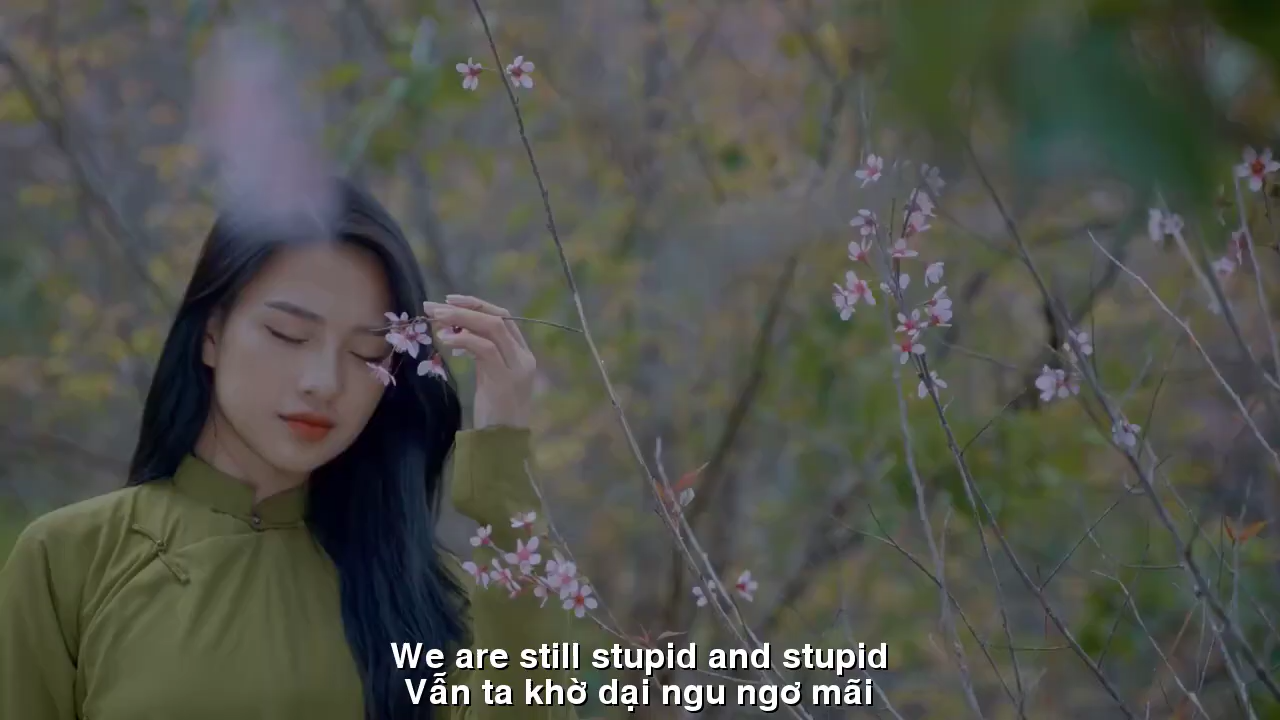 We are still stupid and stupid
Vẫn ta khờ dại ngu ngơ mãi